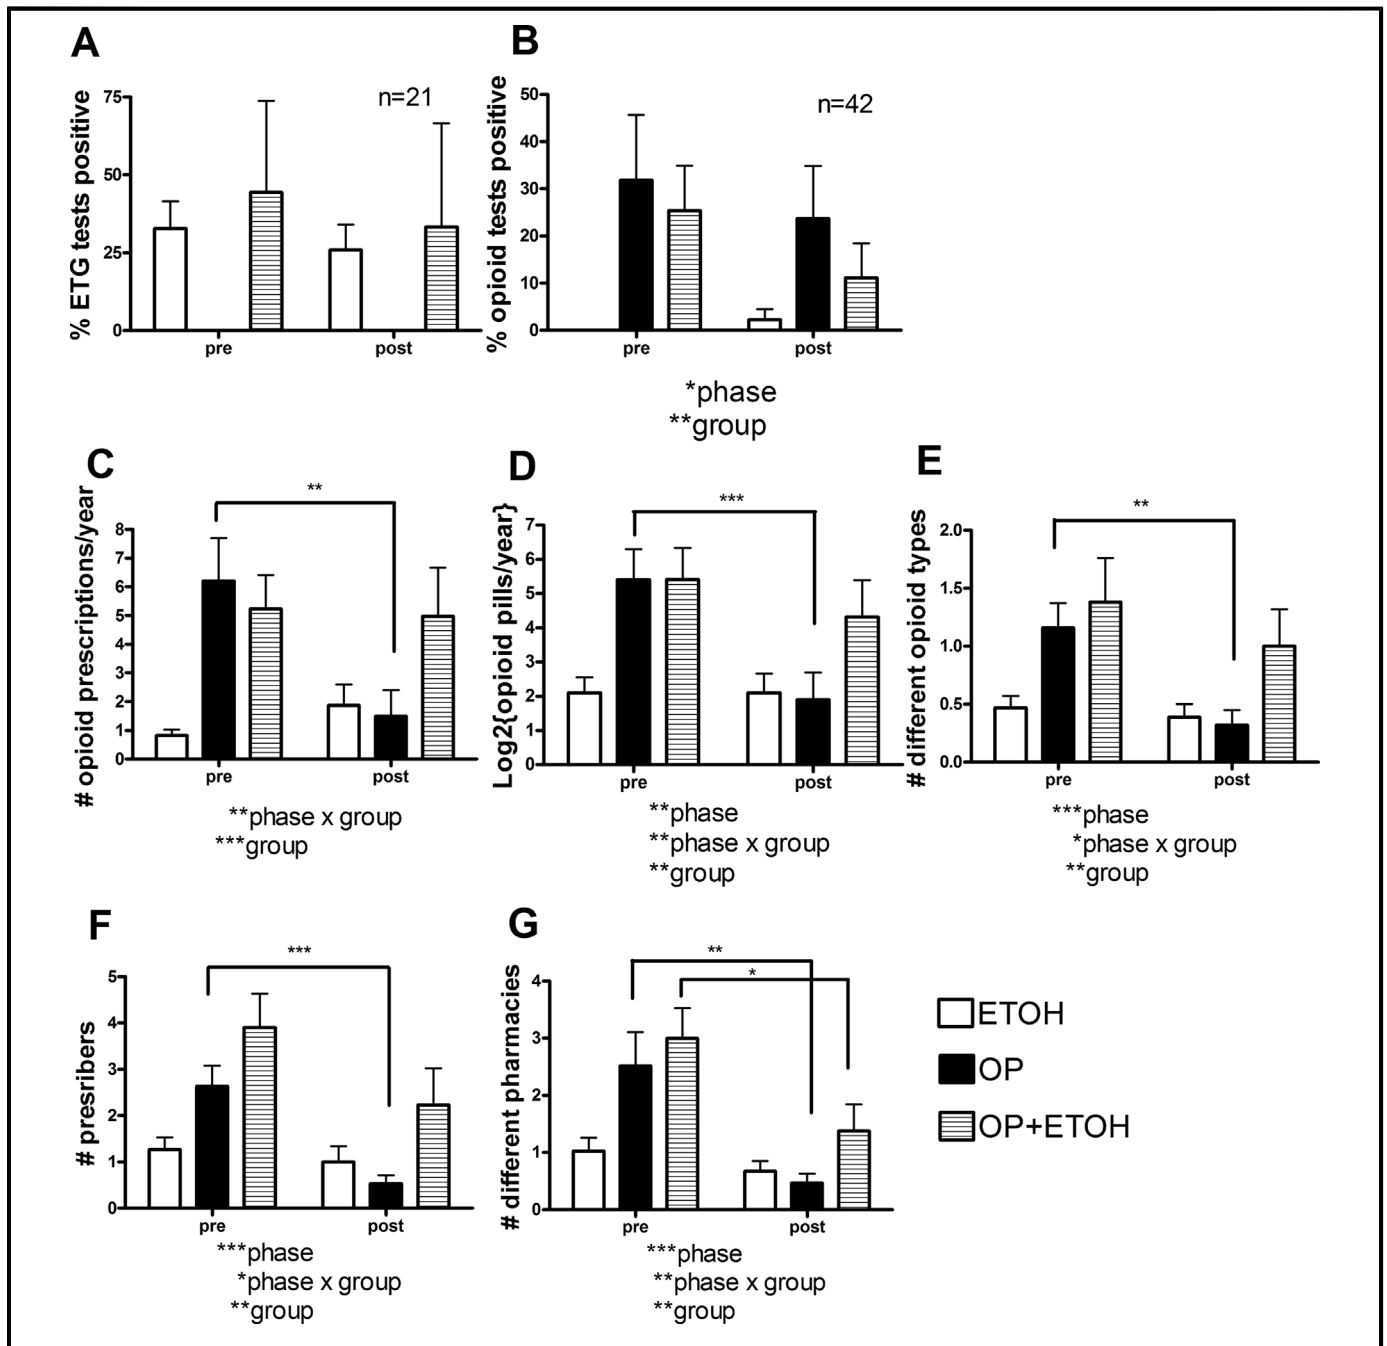 A
% ETG tests positive
75
50
25
0
n=21
pre
post
B
% opioid tests positive
50
40
30
20
10
0
n=42
pre
post
*phase
**group
C
# opioid prescriptions/year
8
7
6
5
4
3
2
1
0
**
pre
post
**phase x group
***group
D
Log2{opioid pills/year}
7
6
5
4
3
2
1
0
***
pre
post
**phase
**phase x group
**group
E
# different opioid types
2.0
1.5
1.0
0.5
0.0
**
pre
post
***phase
*phase x group
**group
F
# presribers
5
4
3
2
1
0
***
pre
post
***phase
*phase x group
**group
G
# different pharmacies
4
3
2
1
0
**
*
pre
post
***phase
**phase x group
**group
ETOH
OP
OP+ETOH